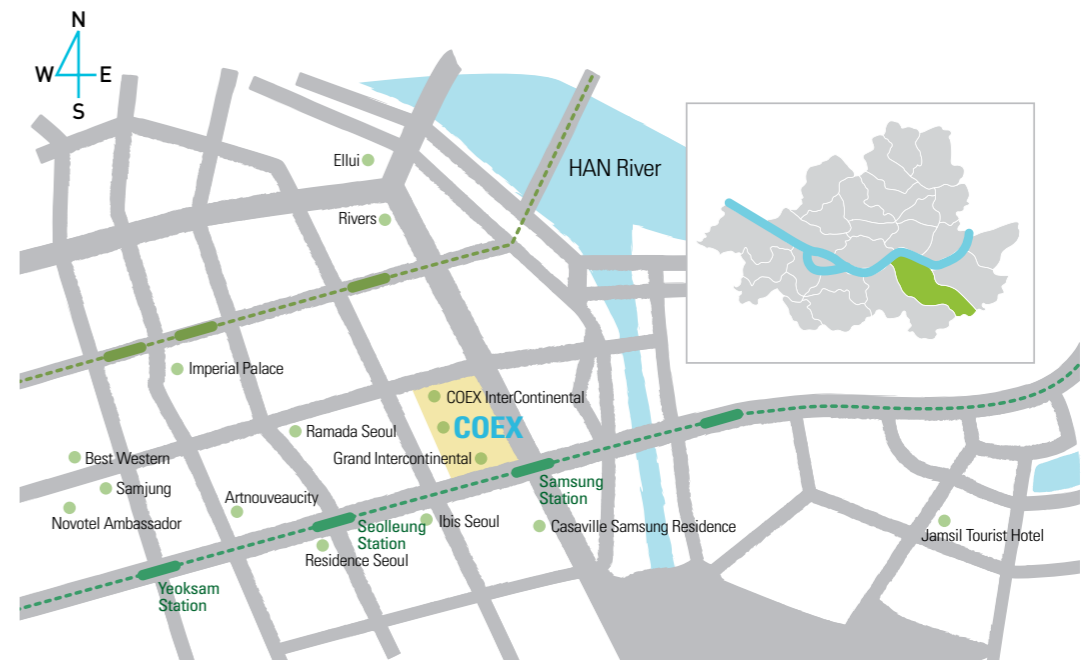 N
W E
S
Ellui
HAN River
Rivers
Imperial Palace
COEX InterContinental
COEX
Ramada Seoul
Grand Intercontinental
Best Western
Samjung
Artnouveaucity
Novotel Ambassador
Samsung
Station
Seolleung
Station
Ibis Seoul
Casaville Samsung Residence
Jamsil Tourist Hotel
Residence Seoul
Yeoksam
Station